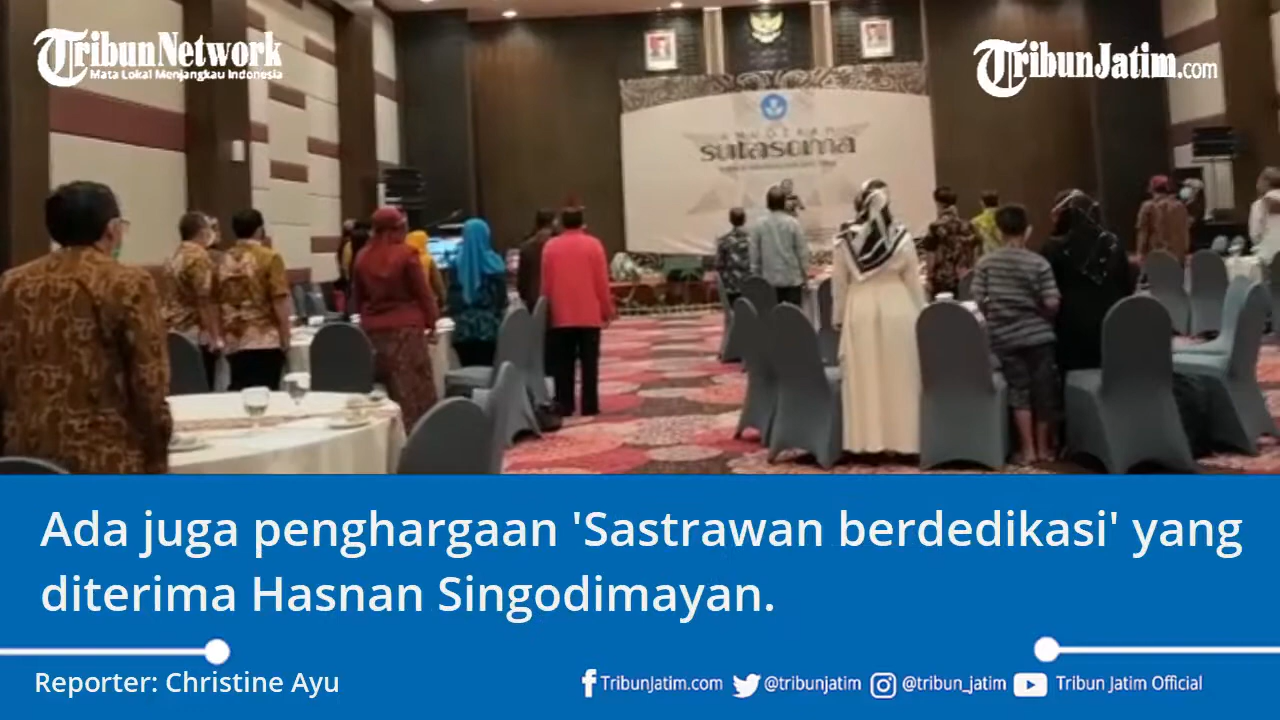 TribunNetwork
Mata Lokal Menjangkau Indonesia
TribunJatim.com
ANUGERAH
sutasoma
Ada juga penghargaan 'Sastrawan berdedikasi' yang
diterima Hasnan Singodimayan.
Reporter: Christine Ayu
TribunJatim.com @tribunjatim @tribun_jatim Tribun Jatim Official